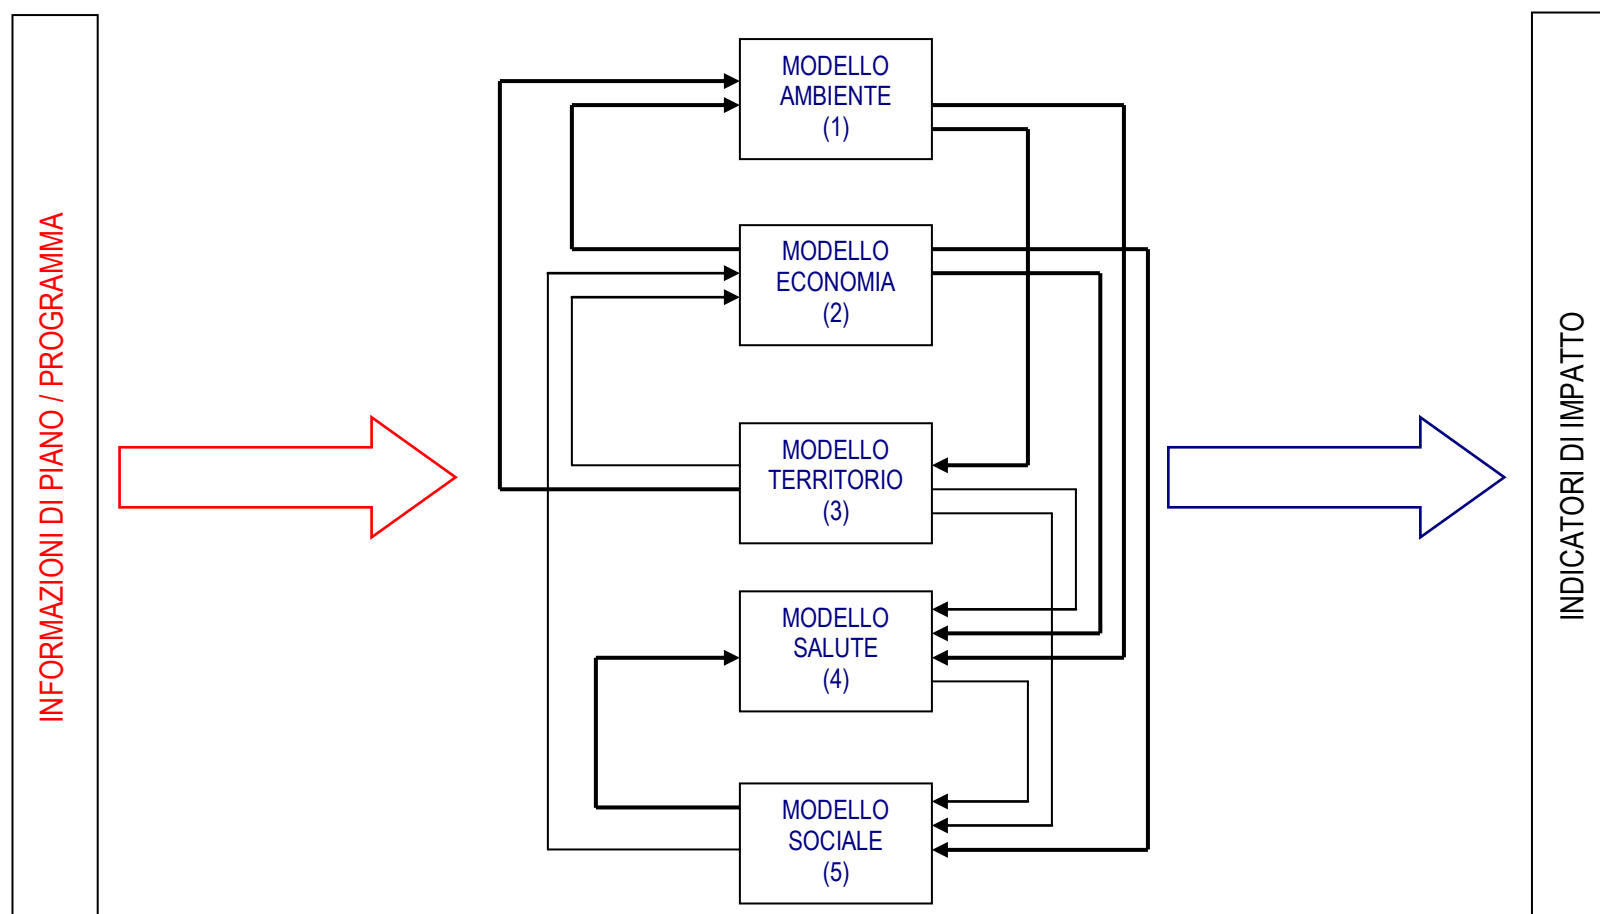 INFORMAZIONI DI PIANO / PROGRAMMA
MODELLO
AMBIENTE
(1)
MODELLO
ECONOMIA
(2)
MODELLO
TERRITORIO
(3)
MODELLO
SALUTE
(4)
MODELLO
SOCIALE
(5)
INDICATORI DI IMPATTO